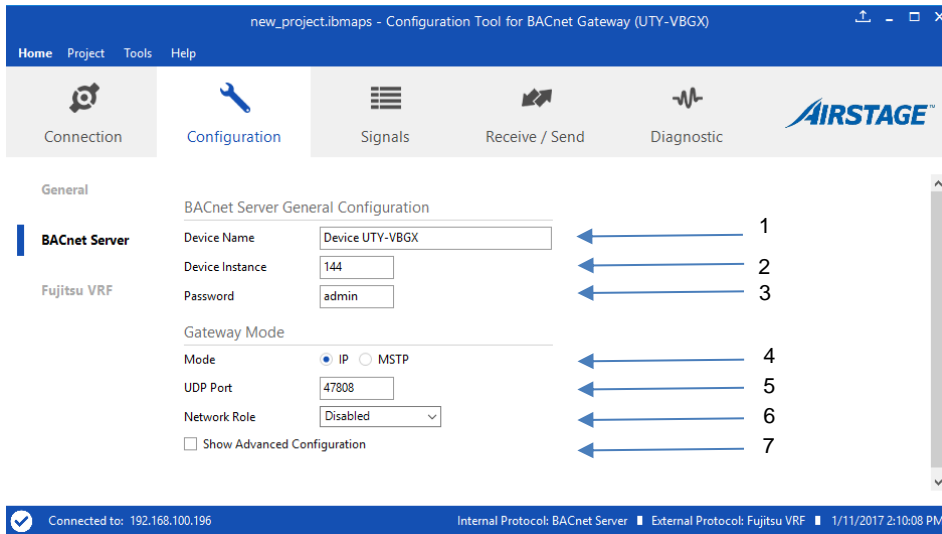 new_project.ibmaps - Configuration Tool for BACnet Gateway (UTY-VBGX)
Home Project Tools Help
Connection Configuration Signals Receive / Send Diagnostic AIRSTAGE™
General
BACnet Server General Configuration
BACnet Server Device Name Device UTY-VBGX 1
Device Instance 144 2
Fujitsu VRF Password admin 3
Gateway Mode
Mode IP MSTP 4
UDP Port 47808 5
Network Role Disabled 6
Show Advanced Configuration 7
Connected to: 192.168.100.196 Internal Protocol: BACnet Server External Protocol: Fujitsu VRF 1/11/2017 2:10:08 PM